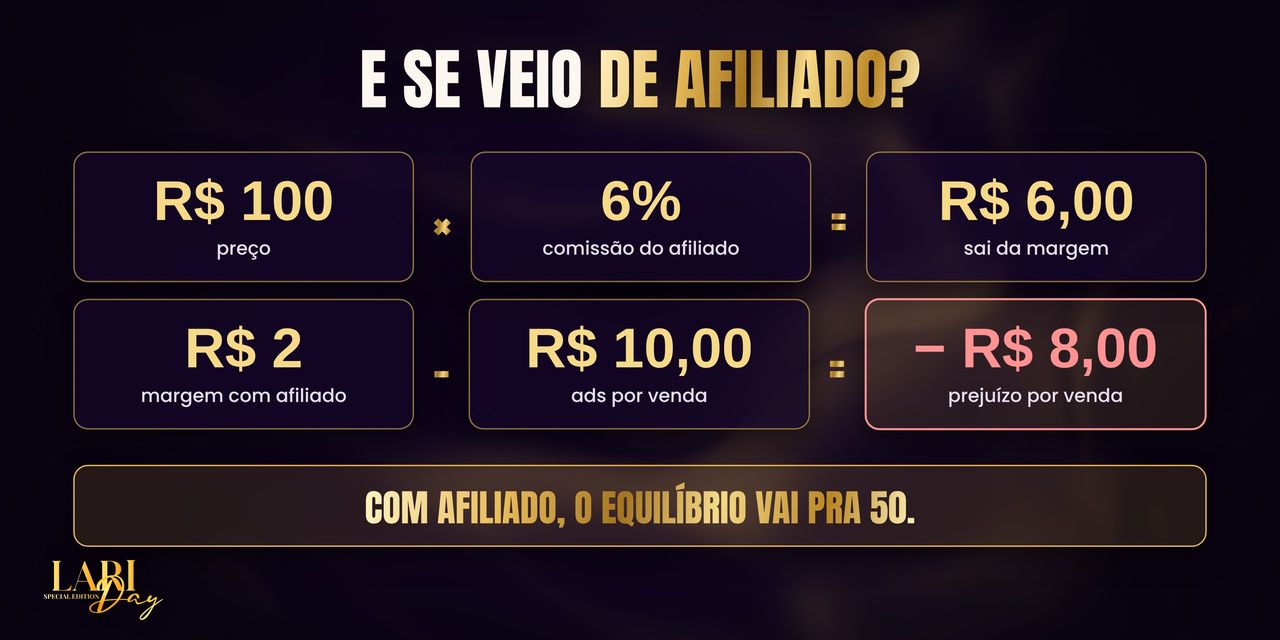 E SE VEIO DE AFILIADO?
R$ 100
preço
×
6%
comissão do afiliado
=
R$ 6,00
sai da margem
R$ 2
margem com afiliado
-
R$ 10,00
ads por venda
=
– R$ 8,00
prejuízo por venda
COM AFILIADO, O EQUILÍBRIO VAI PRA 50.
LARI
SPECIAL EDITION Day